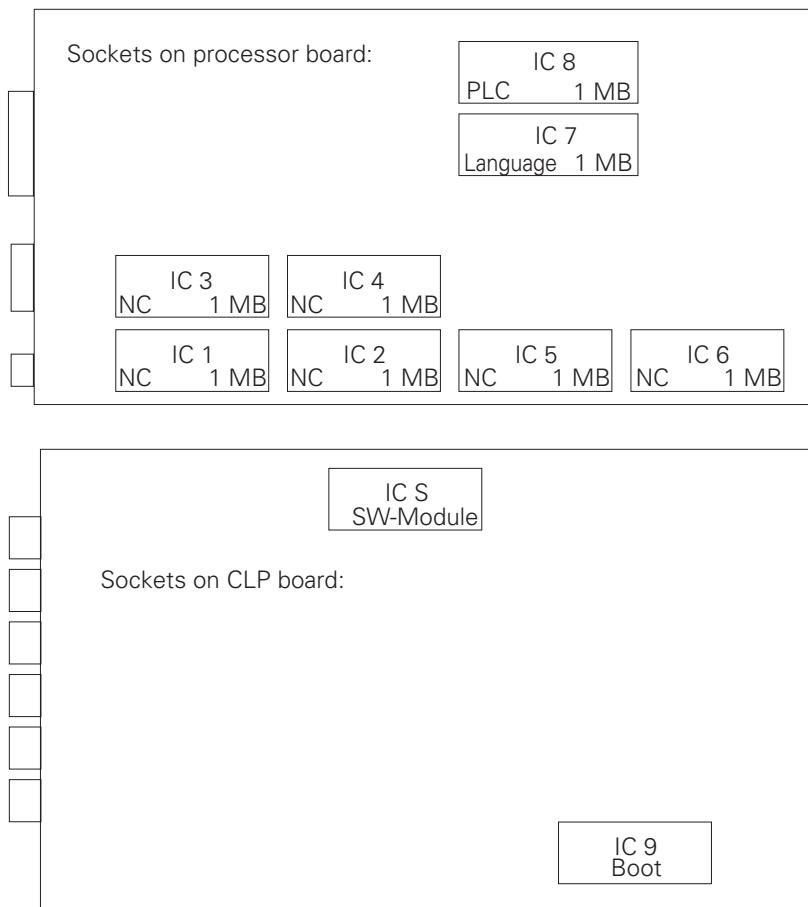 Sockets on processor board:
IC 8
PLC 1 MB
IC 7
Language 1 MB
IC 3
NC 1 MB
IC 4
NC 1 MB
IC 1
NC 1 MB
IC 2
NC 1 MB
IC 5
NC 1 MB
IC 6
NC 1 MB
IC S
SW-Module
Sockets on CLP board:
IC 9
Boot